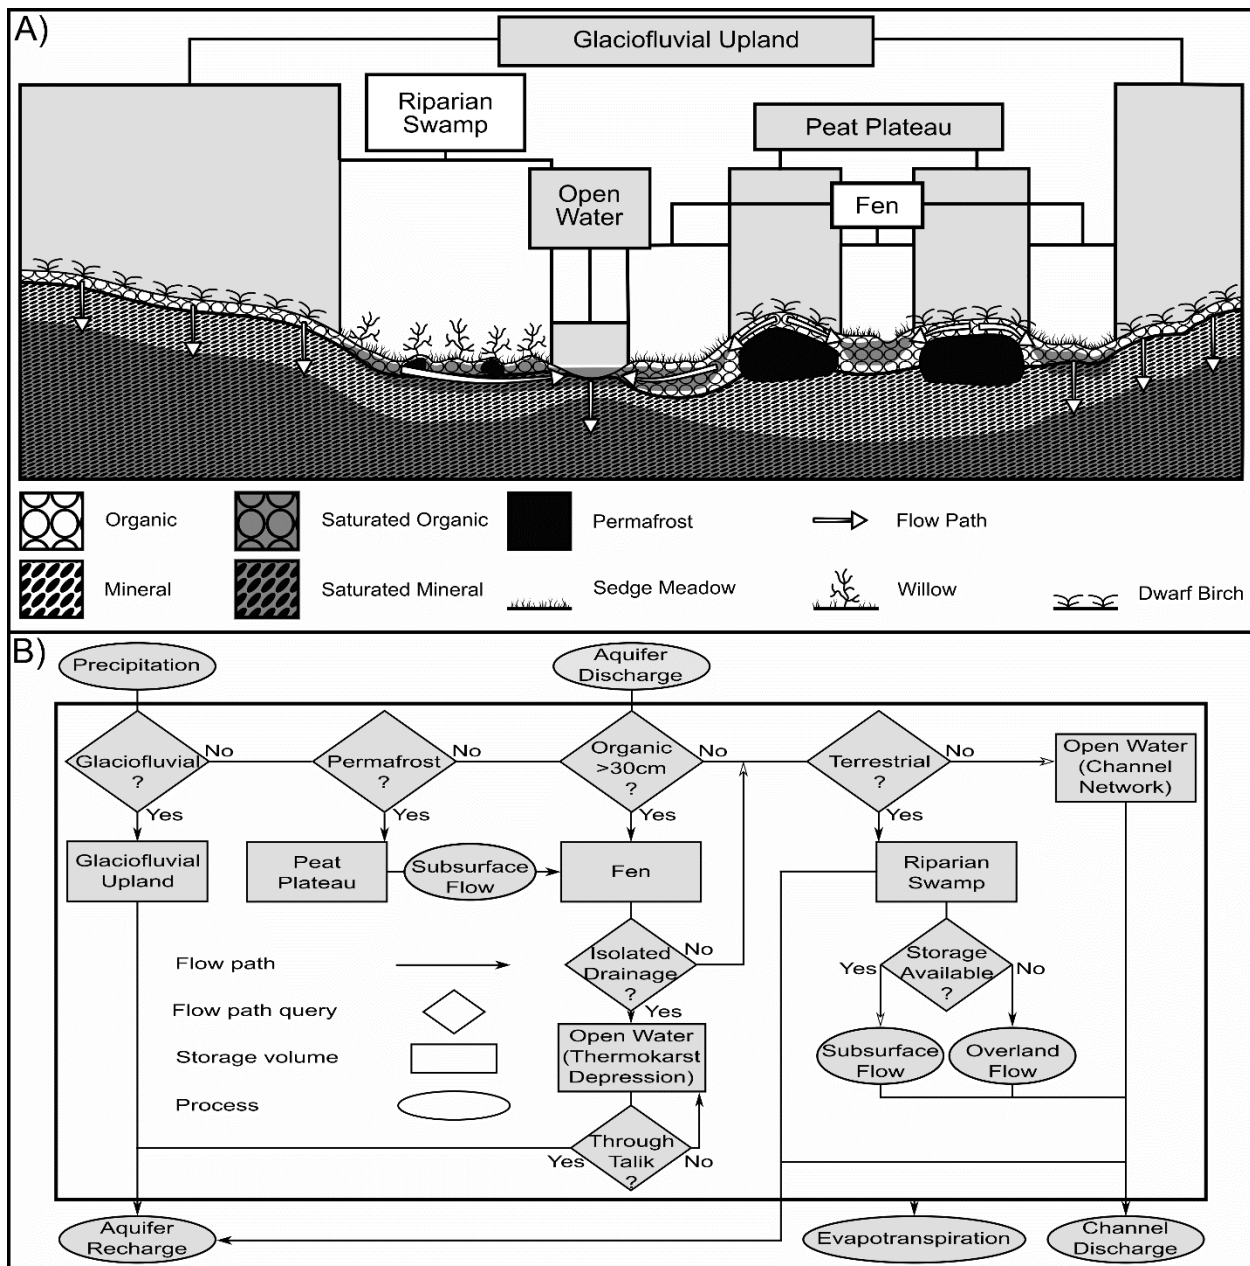 A)
Glaciofluvial Upland
Riparian
Swamp
Peat Plateau
Open
Water
Fen
Organic
Saturated Organic
Permafrost
Flow Path
Mineral
Saturated Mineral
Sedge Meadow
Willow
Dwarf Birch
B)
Precipitation
Aquifer
Discharge
Glaciofluvial
?
No
Yes
Permafrost
?
No
Yes
Organic
>30cm
?
No
Yes
Terrestrial
?
No
Yes
Open Water
(Channel
Network)
Glaciofluvial
Upland
Peat
Plateau
Subsurface
Flow
Fen
Riparian
Swamp
Isolated
Drainage
?
No
Yes
Storage
Available
?
Yes
No
Flow path
Flow path query
Storage volume
Process
Open Water
(Thermokarst
Depression)
Subsurface
Flow
Overland
Flow
Through
Talik
?
Yes
No
Aquifer
Recharge
Evapotranspiration
Channel
Discharge